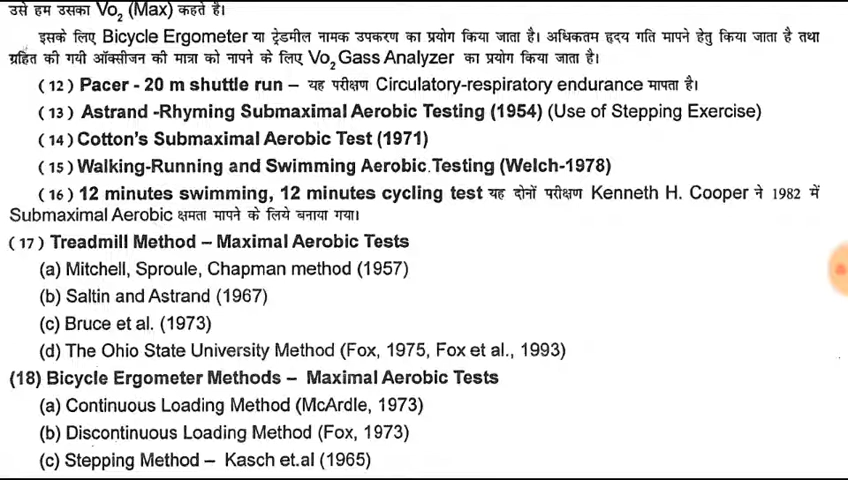 उसे हम उसका Vo₂ (Max) कहते है।
इसके लिए Bicycle Ergometer या ट्रेडमील नामक उपकरण का प्रयोग किया जाता है। अधिकतम हृदय गति मापने हेतु किया जाता है तथा
ग्रहित की गयी ऑक्सीजन की मात्रा को नापने के लिए Vo₂ Gass Analyzer का प्रयोग किया जाता है।
(12) Pacer - 20 m shuttle run – यह परीक्षण Circulatory-respiratory endurance मापता है।
(13) Astrand -Rhyming Submaximal Aerobic Testing (1954) (Use of Stepping Exercise)
(14) Cotton's Submaximal Aerobic Test (1971)
(15) Walking-Running and Swimming Aerobic Testing (Welch-1978)
(16) 12 minutes swimming, 12 minutes cycling test यह दोनों परीक्षण Kenneth H. Cooper ने 1982 में
Submaximal Aerobic क्षमता मापने के लिये बनाया गया।
(17) Treadmill Method – Maximal Aerobic Tests
(a) Mitchell, Sproule, Chapman method (1957)
(b) Saltin and Astrand (1967)
(c) Bruce et al. (1973)
(d) The Ohio State University Method (Fox, 1975, Fox et al., 1993)
(18) Bicycle Ergometer Methods – Maximal Aerobic Tests
(a) Continuous Loading Method (McArdle, 1973)
(b) Discontinuous Loading Method (Fox, 1973)
(c) Stepping Method – Kasch et.al (1965)